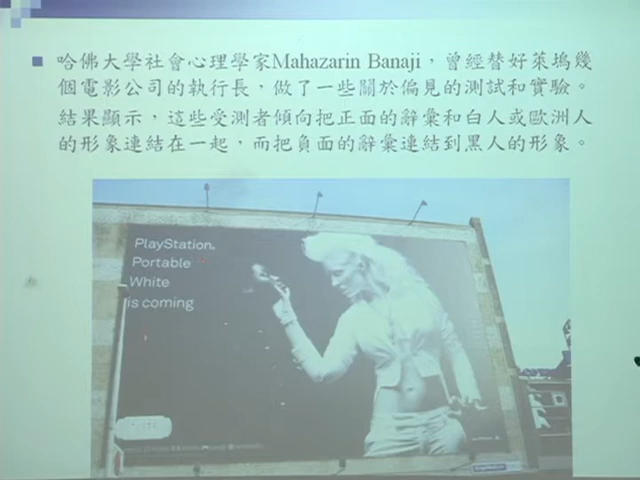 哈佛大學社會心理學家Mahazarin Banaji，曾經替好萊塢幾
個電影公司的執行長，做了一些關於偏見的測試和實驗。
結果顯示，這些受測者傾向把正面的辭彙和白人或歐洲人
的形象連結在一起，而把負面的辭彙連結到黑人的形象。
PlayStation
Portable
White
is coming